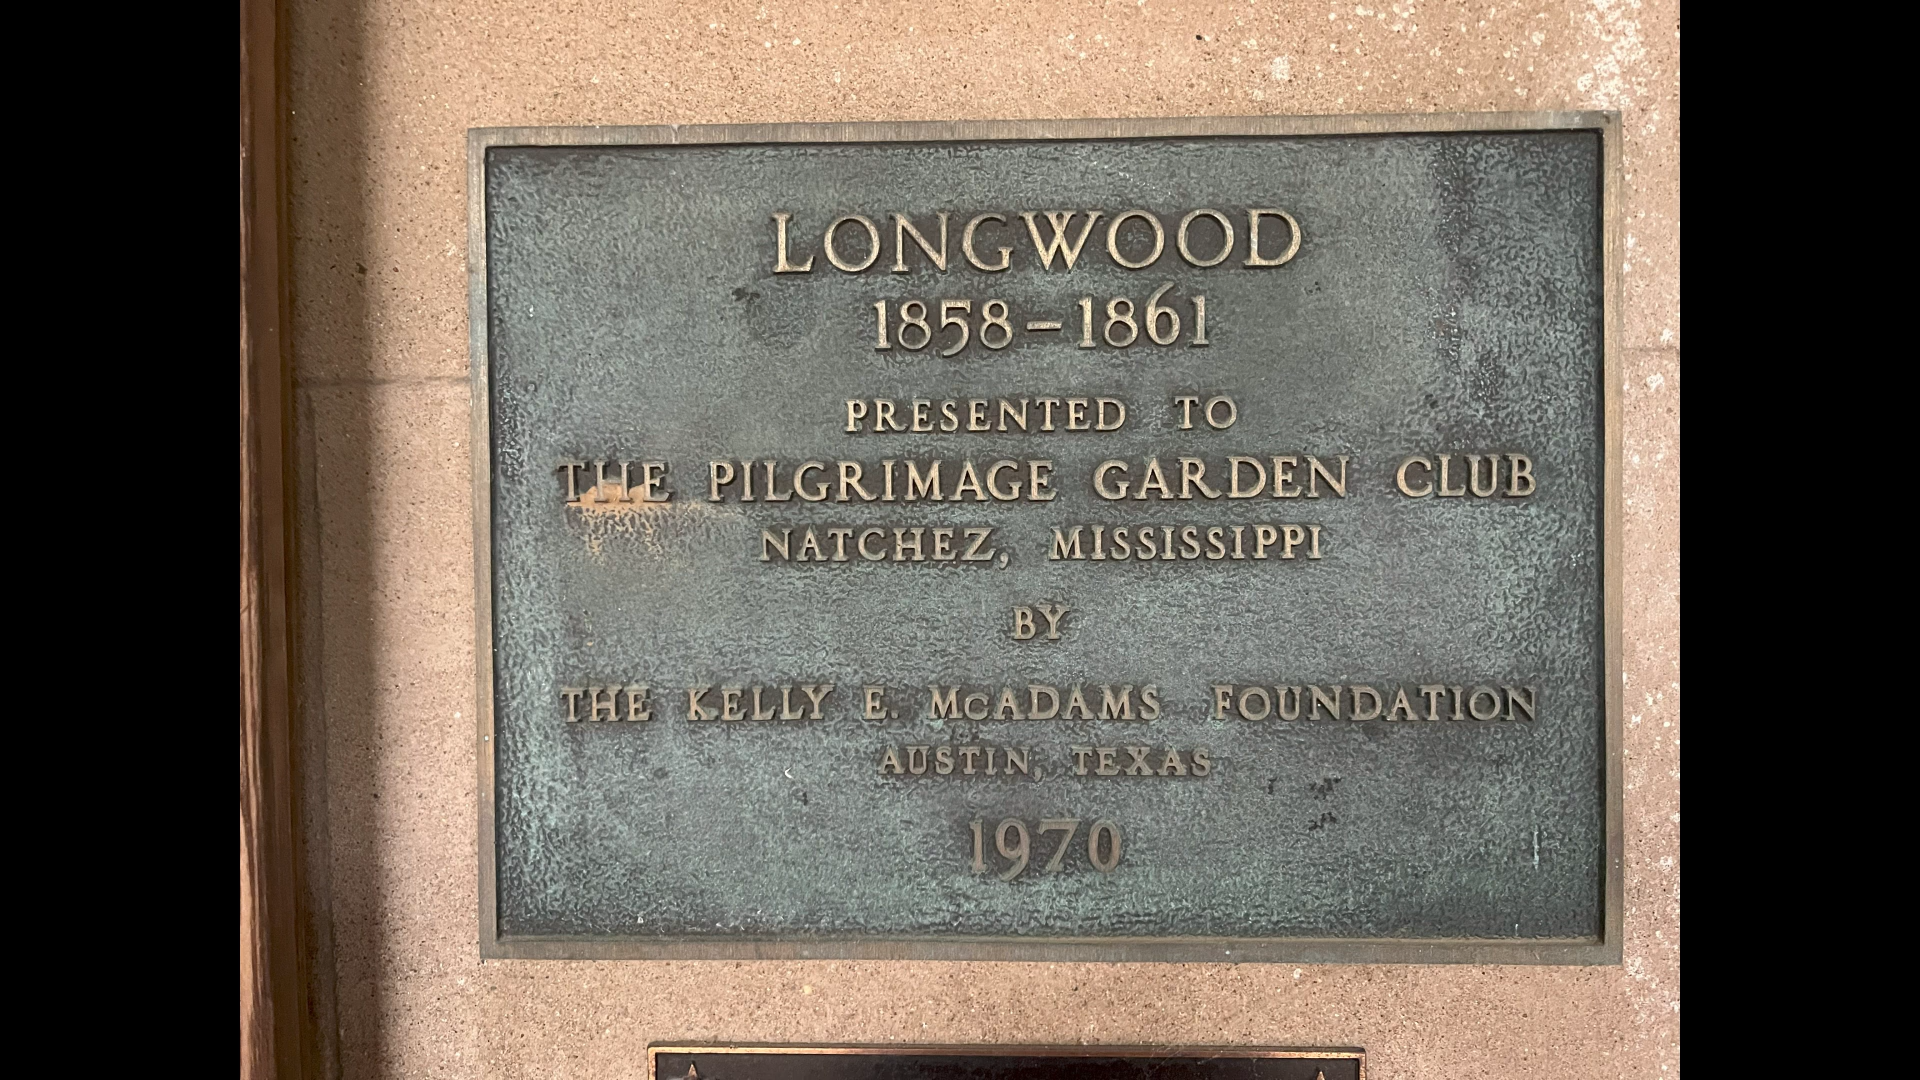 LONGWOOD
1858–1861
PRESENTED TO
THE PILGRIMAGE GARDEN CLUB
NATCHEZ, MISSISSIPPI
BY
THE KELLY E. McADAMS FOUNDATION
AUSTIN, TEXAS
1970